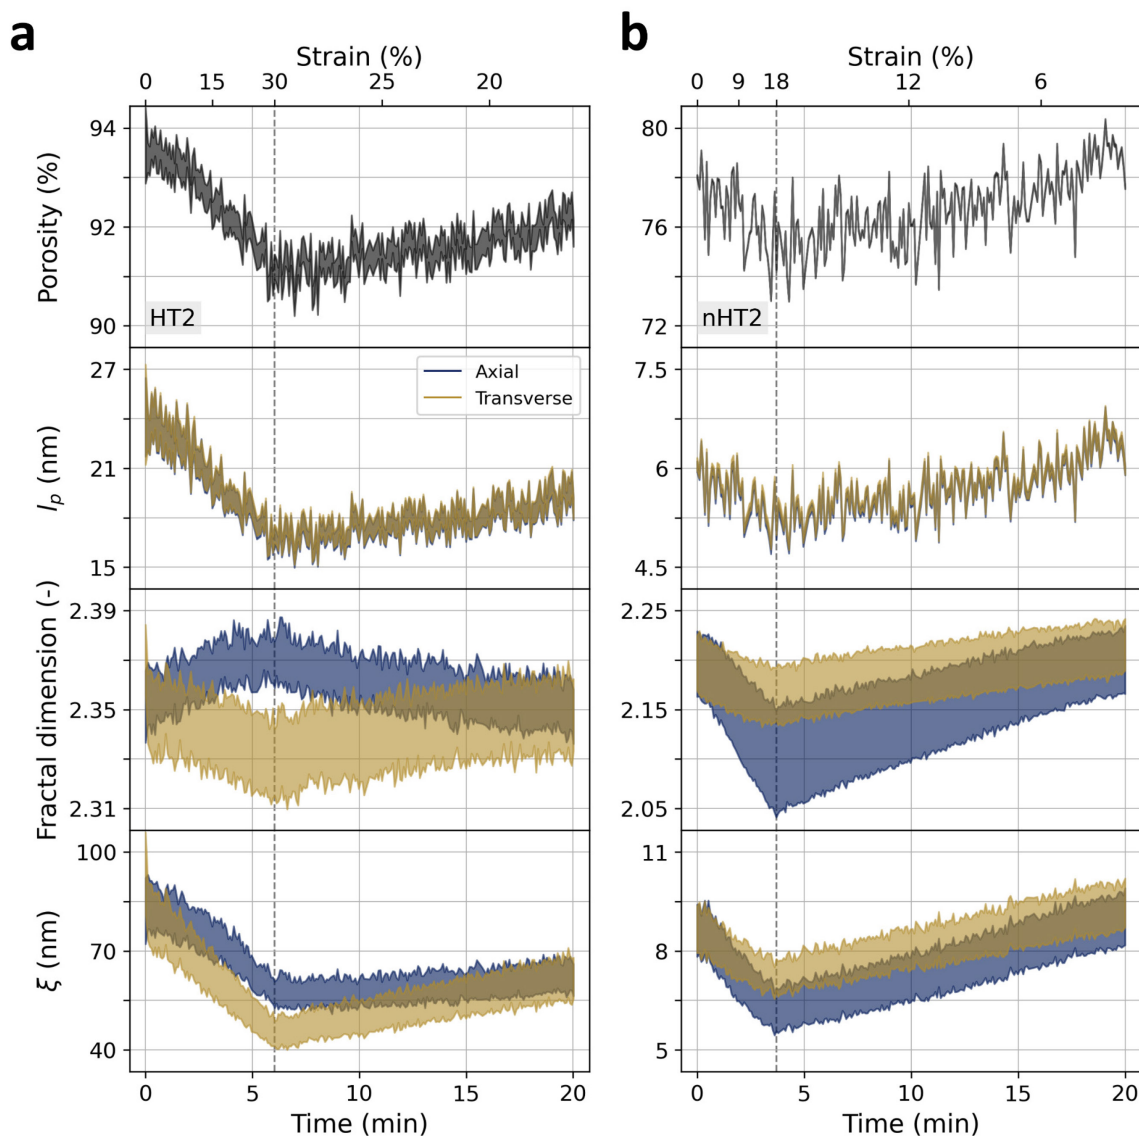 a
b
Strain (%)
Strain (%)
0 15 30 25 20
0 9 18 12 6
Porosity (%)
94
92
90
HT2
80
76
72
nHT2
l_p (nm)
27
21
15
Axial
Transverse
7.5
6
4.5
Fractal dimension (-)
2.39
2.35
2.31
2.25
2.15
2.05
ξ (nm)
100
70
40
11
8
5
0 5 10 15 20
0 5 10 15 20
Time (min)
Time (min)